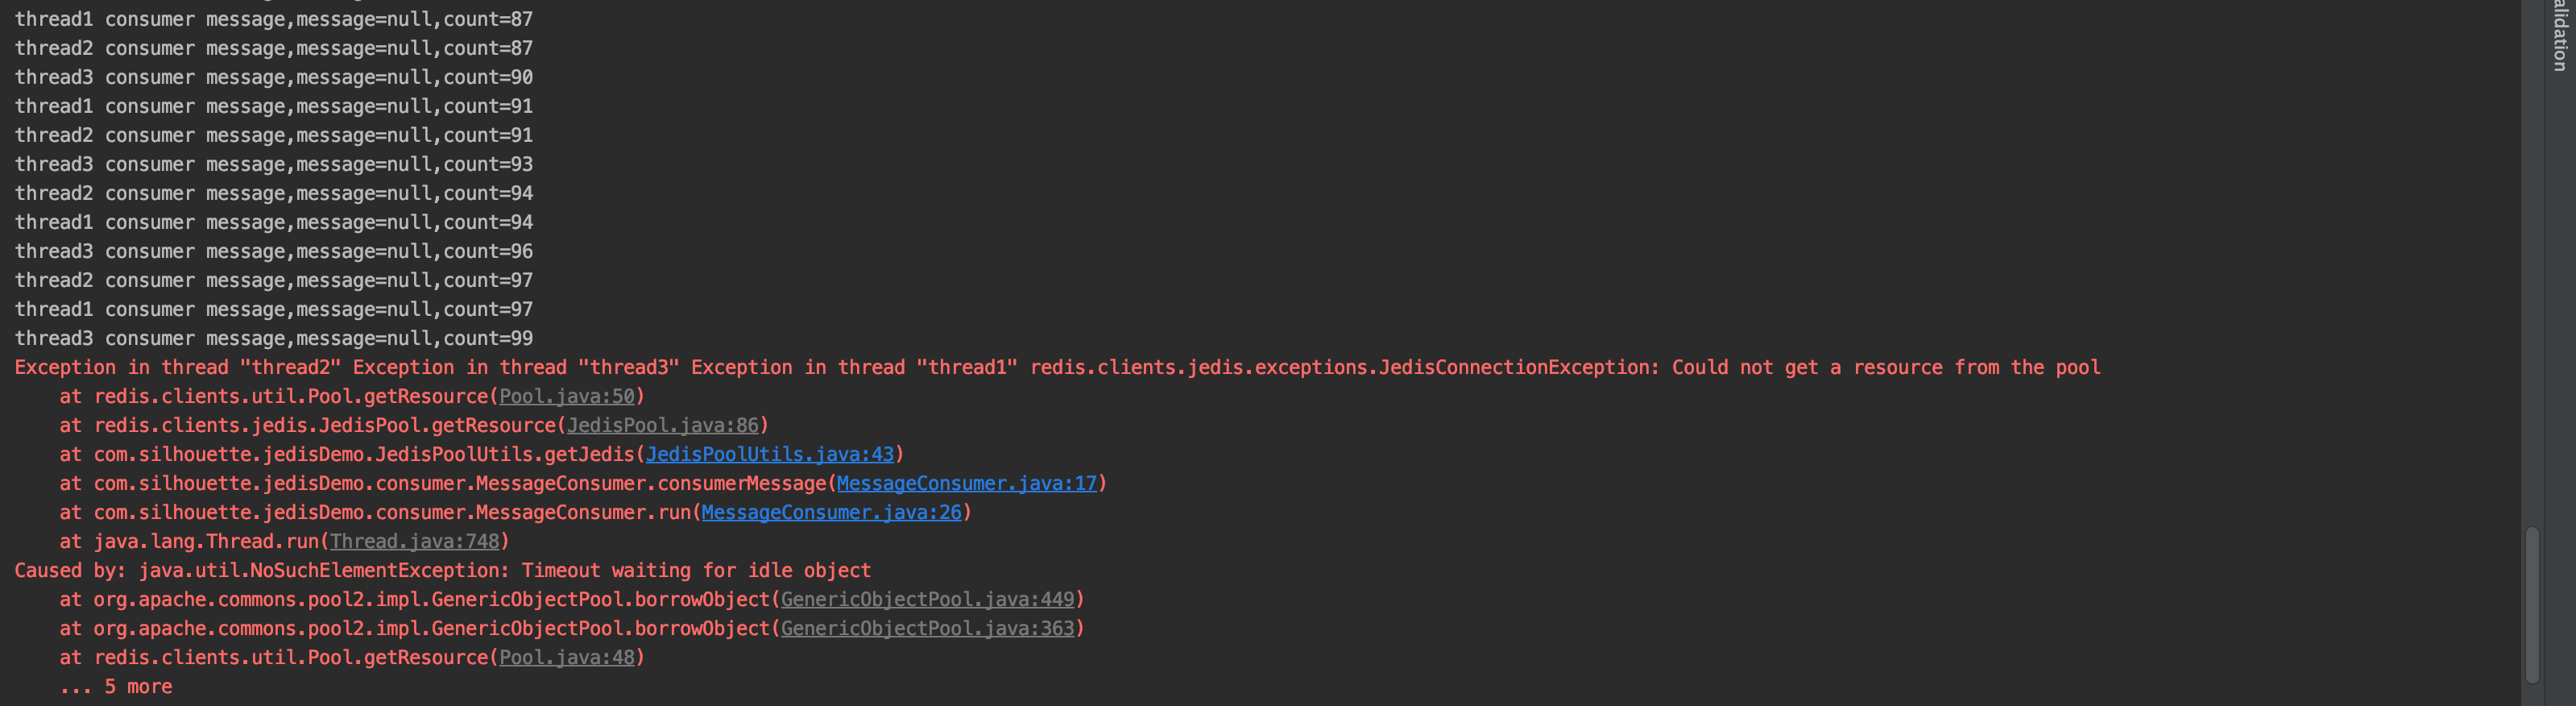 thread1 consumer message,message=null,count=87
thread2 consumer message,message=null,count=87
thread3 consumer message,message=null,count=90
thread1 consumer message,message=null,count=91
thread2 consumer message,message=null,count=91
thread3 consumer message,message=null,count=93
thread2 consumer message,message=null,count=94
thread1 consumer message,message=null,count=94
thread3 consumer message,message=null,count=96
thread2 consumer message,message=null,count=97
thread1 consumer message,message=null,count=97
thread3 consumer message,message=null,count=99
Exception in thread "thread2" Exception in thread "thread3" Exception in thread "thread1" redis.clients.jedis.exceptions.JedisConnectionException: Could not get a resource from the pool
    at redis.clients.util.Pool.getResource(Pool.java:50)
    at redis.clients.jedis.JedisPool.getResource(JedisPool.java:86)
    at com.silhouette.jedisDemo.JedisPoolUtils.getJedis(JedisPoolUtils.java:43)
    at com.silhouette.jedisDemo.consumer.MessageConsumer.consumerMessage(MessageConsumer.java:17)
    at com.silhouette.jedisDemo.consumer.MessageConsumer.run(MessageConsumer.java:26)
    at java.lang.Thread.run(Thread.java:748)
Caused by: java.util.NoSuchElementException: Timeout waiting for idle object
    at org.apache.commons.pool2.impl.GenericObjectPool.borrowObject(GenericObjectPool.java:449)
    at org.apache.commons.pool2.impl.GenericObjectPool.borrowObject(GenericObjectPool.java:363)
    at redis.clients.util.Pool.getResource(Pool.java:48)
    ... 5 more
alidation